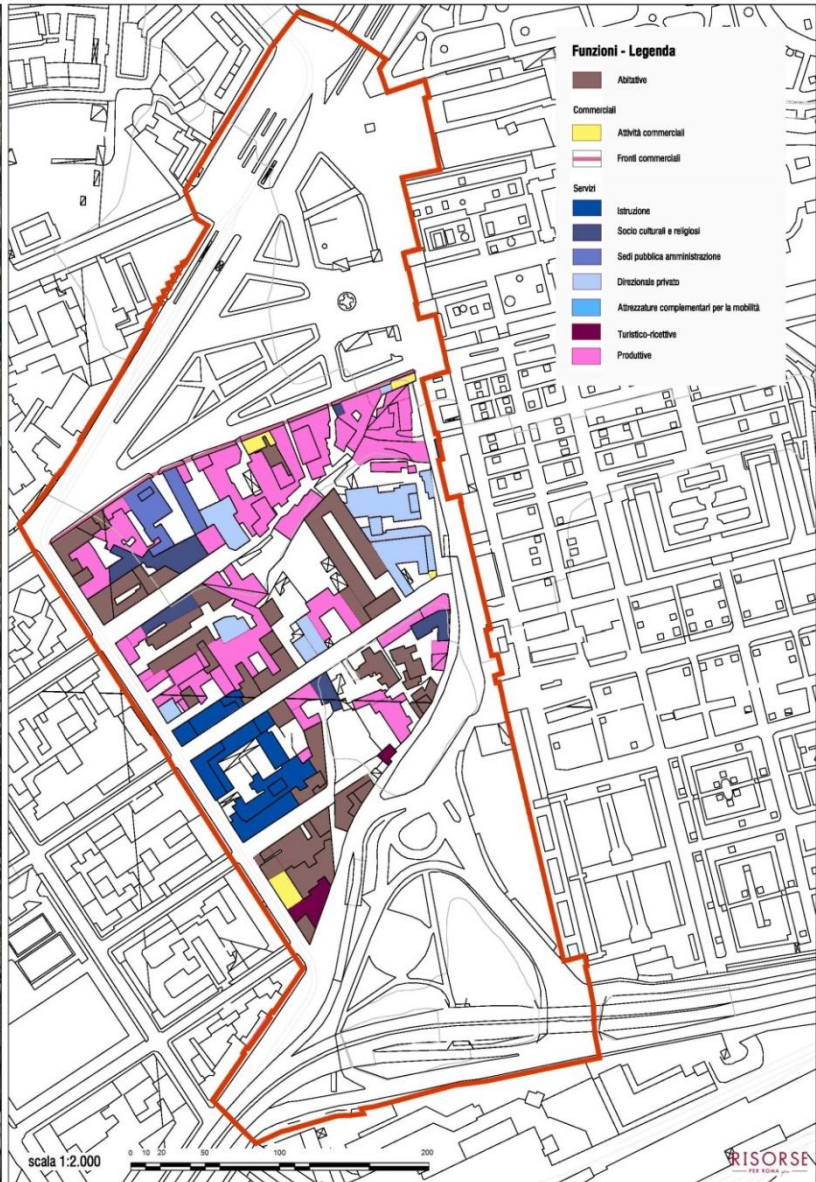 Funzioni - Legenda
Abitative
Commerciali
Attività commerciali
Fronti commerciali
Servizi
Istruzione
Socio culturali e religiosi
Sedi pubblica amministrazione
Direzionale privato
Attrezzature complementari per la mobilità
Turistico-ricettive
Produttive
scala 1:2.000
0 10 20 50 100 200
RISORSE
PER ROMA